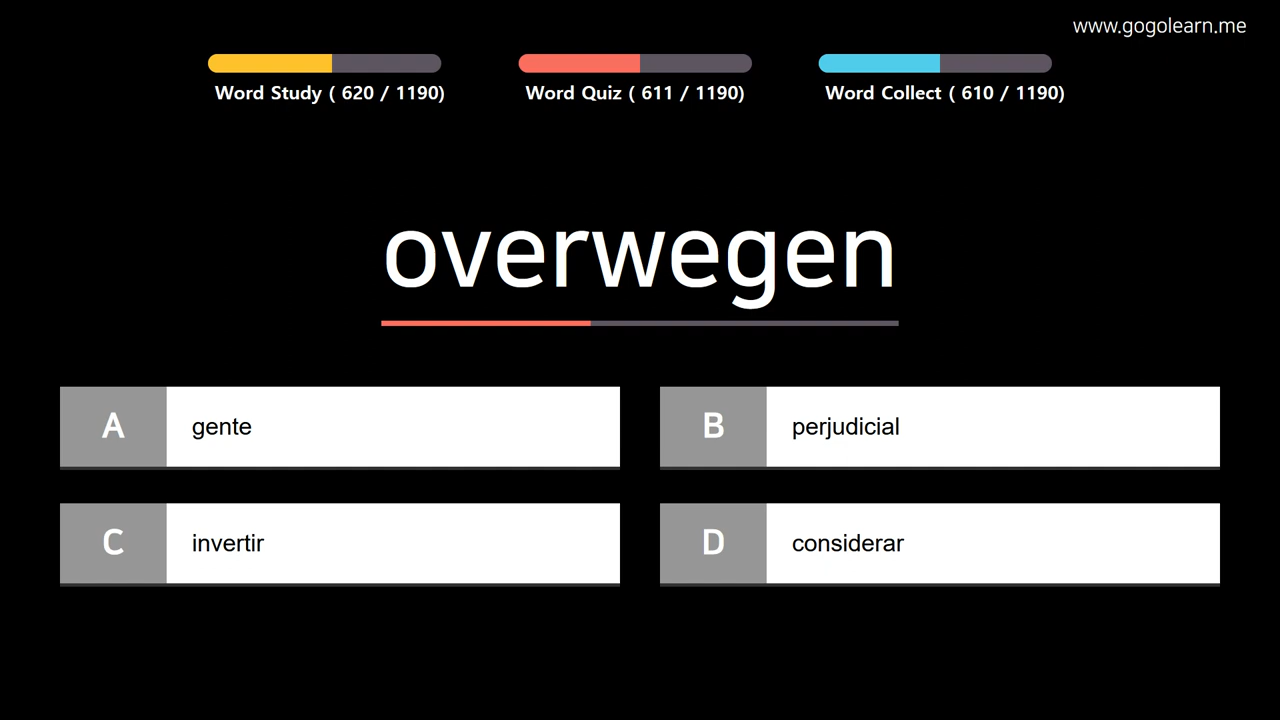 www.gogolearn.me
Word Study ( 620 / 1190)
Word Quiz ( 611 / 1190)
Word Collect ( 610 / 1190)
overwegen
A gente
B perjudicial
C invertir
D considerar